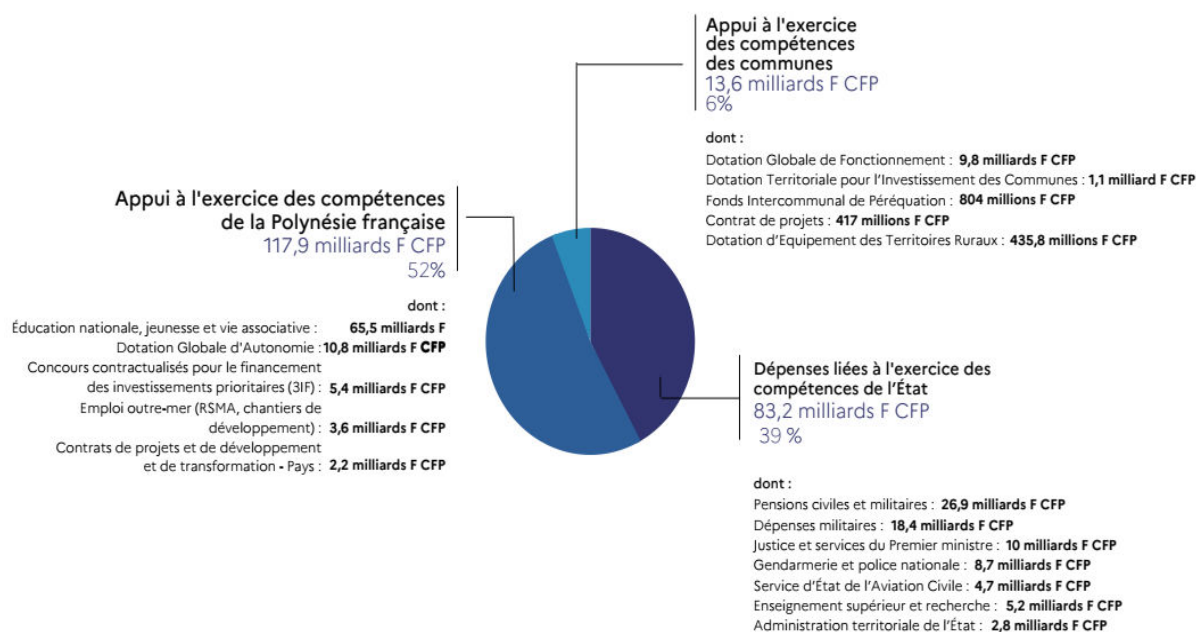 Appui à l'exercice
des compétences
des communes
13,6 milliards F CFP
6%
dont :
Dotation Globale de Fonctionnement : 9,8 milliards F CFP
Dotation Territoriale pour l'Investissement des Communes : 1,1 milliard F CFP
Fonds Intercommunal de Péréquation : 804 millions F CFP
Contrat de projets : 417 millions F CFP
Dotation d'Equipement des Territoires Ruraux : 435,8 millions F CFP
Appui à l'exercice des compétences
de la Polynésie française
117,9 milliards F CFP
52%
dont :
Éducation nationale, jeunesse et vie associative : 65,5 milliards F
Dotation Globale d'Autonomie : 10,8 milliards F CFP
Concours contractualisés pour le financement
des investissements prioritaires (3IF) : 5,4 milliards F CFP
Emploi outre-mer (RSMA, chantiers de
développement) : 3,6 milliards F CFP
Contrats de projets et de développement
et de transformation - Pays : 2,2 milliards F CFP
Dépenses liées à l'exercice des
compétences de l'État
83,2 milliards F CFP
39 %
dont :
Pensions civiles et militaires : 26,9 milliards F CFP
Dépenses militaires : 18,4 milliards F CFP
Justice et services du Premier ministre : 10 milliards F CFP
Gendarmerie et police nationale : 8,7 milliards F CFP
Service d'État de l'Aviation Civile : 4,7 milliards F CFP
Enseignement supérieur et recherche : 5,2 milliards F CFP
Administration territoriale de l'État : 2,8 milliards F CFP